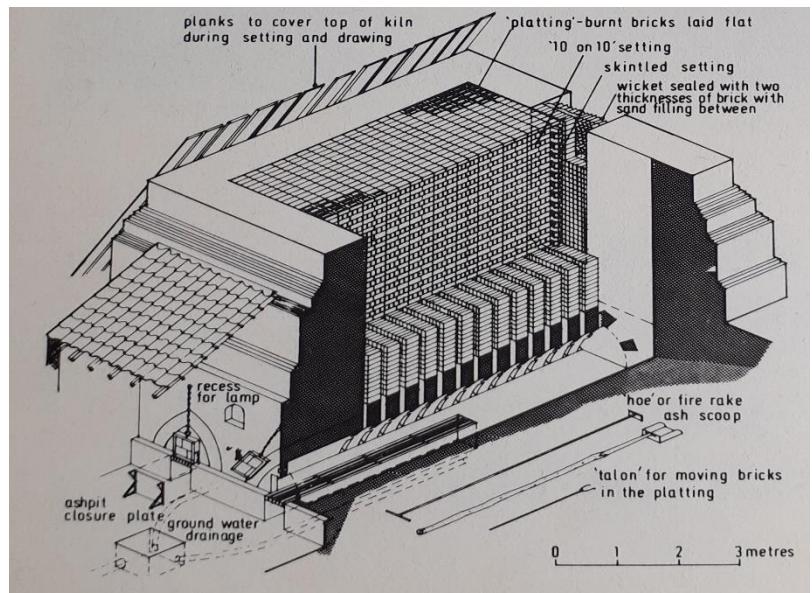 planks to cover top of kiln
during setting and drawing
'platting'-burnt bricks laid flat
'10 on 10' setting
skintled setting
wicket sealed with two
thicknesses of brick with
sand filling between
recess
for lamp
ashpit
closure plate
ground water
drainage
'hoe' or fire rake
ash scoop
'talon' for moving bricks
in the platting
0 1 2 3 metres